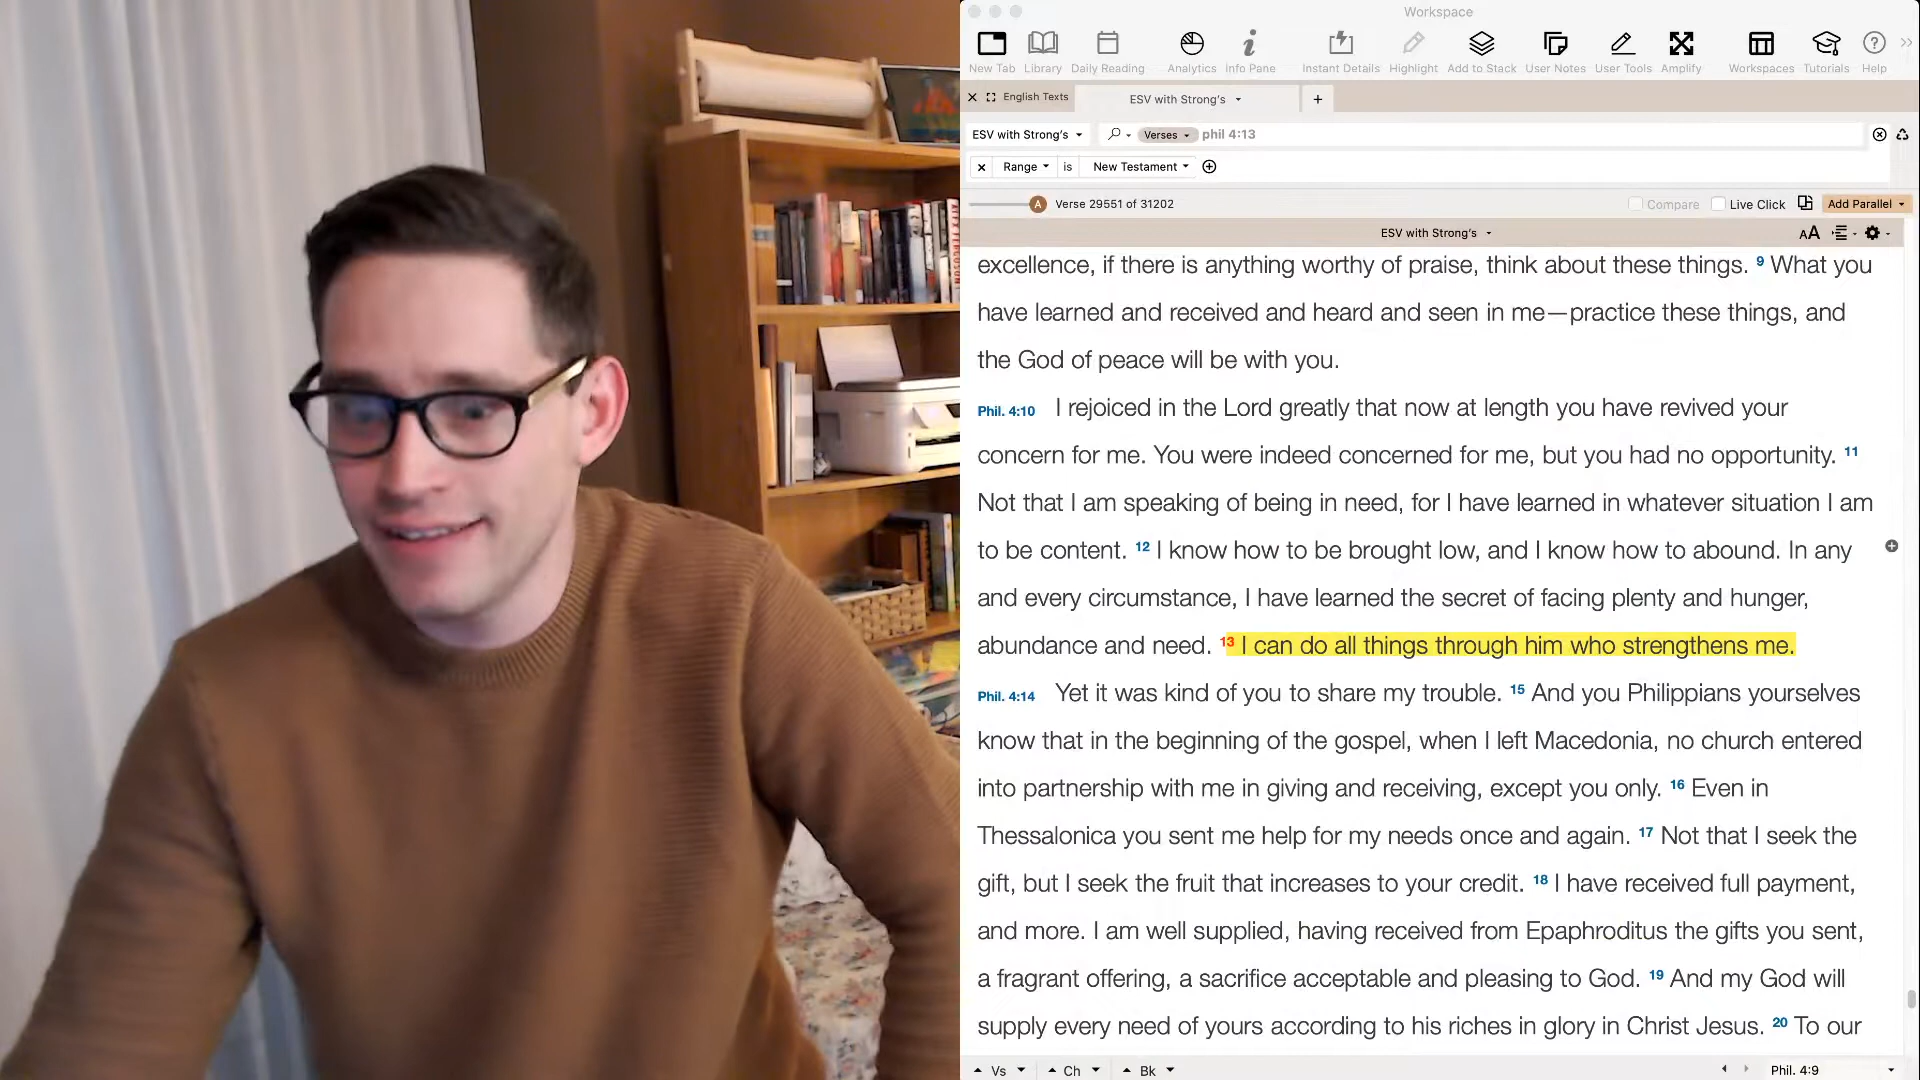 Workspace
New Tab
Library
Daily Reading
Analytics
Info Pane
Instant Details
Highlight
Add to Stack
User Notes
User Tools
Amplify
Workspaces
Tutorials
Help
English Texts
ESV with Strong's
ESV with Strong's
Verses
phil 4:13
Range is New Testament
A Verse 29551 of 31202
Compare
Live Click
Add Parallel
ESV with Strong's
AA
excellence, if there is anything worthy of praise, think about these things. 9 What you
have learned and received and heard and seen in me—practice these things, and
the God of peace will be with you.
Phil. 4:10 I rejoiced in the Lord greatly that now at length you have revived your
concern for me. You were indeed concerned for me, but you had no opportunity. 11
Not that I am speaking of being in need, for I have learned in whatever situation I am
to be content. 12 I know how to be brought low, and I know how to abound. In any
and every circumstance, I have learned the secret of facing plenty and hunger,
abundance and need. 13 I can do all things through him who strengthens me.
Phil. 4:14 Yet it was kind of you to share my trouble. 15 And you Philippians yourselves
know that in the beginning of the gospel, when I left Macedonia, no church entered
into partnership with me in giving and receiving, except you only. 16 Even in
Thessalonica you sent me help for my needs once and again. 17 Not that I seek the
gift, but I seek the fruit that increases to your credit. 18 I have received full payment,
and more. I am well supplied, having received from Epaphroditus the gifts you sent,
a fragrant offering, a sacrifice acceptable and pleasing to God. 19 And my God will
supply every need of yours according to his riches in glory in Christ Jesus. 20 To our
Vs
Ch
Bk
Phil. 4:9